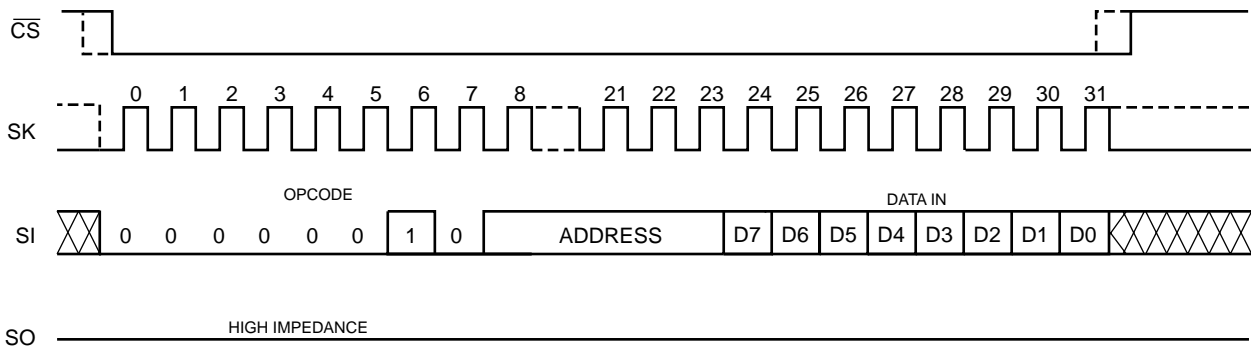 CS
0 1 2 3 4 5 6 7 8 21 22 23 24 25 26 27 28 29 30 31
SK
OPCODE DATA IN
SI 0 0 0 0 0 0 1 0 ADDRESS D7 D6 D5 D4 D3 D2 D1 D0
HIGH IMPEDANCE
SO